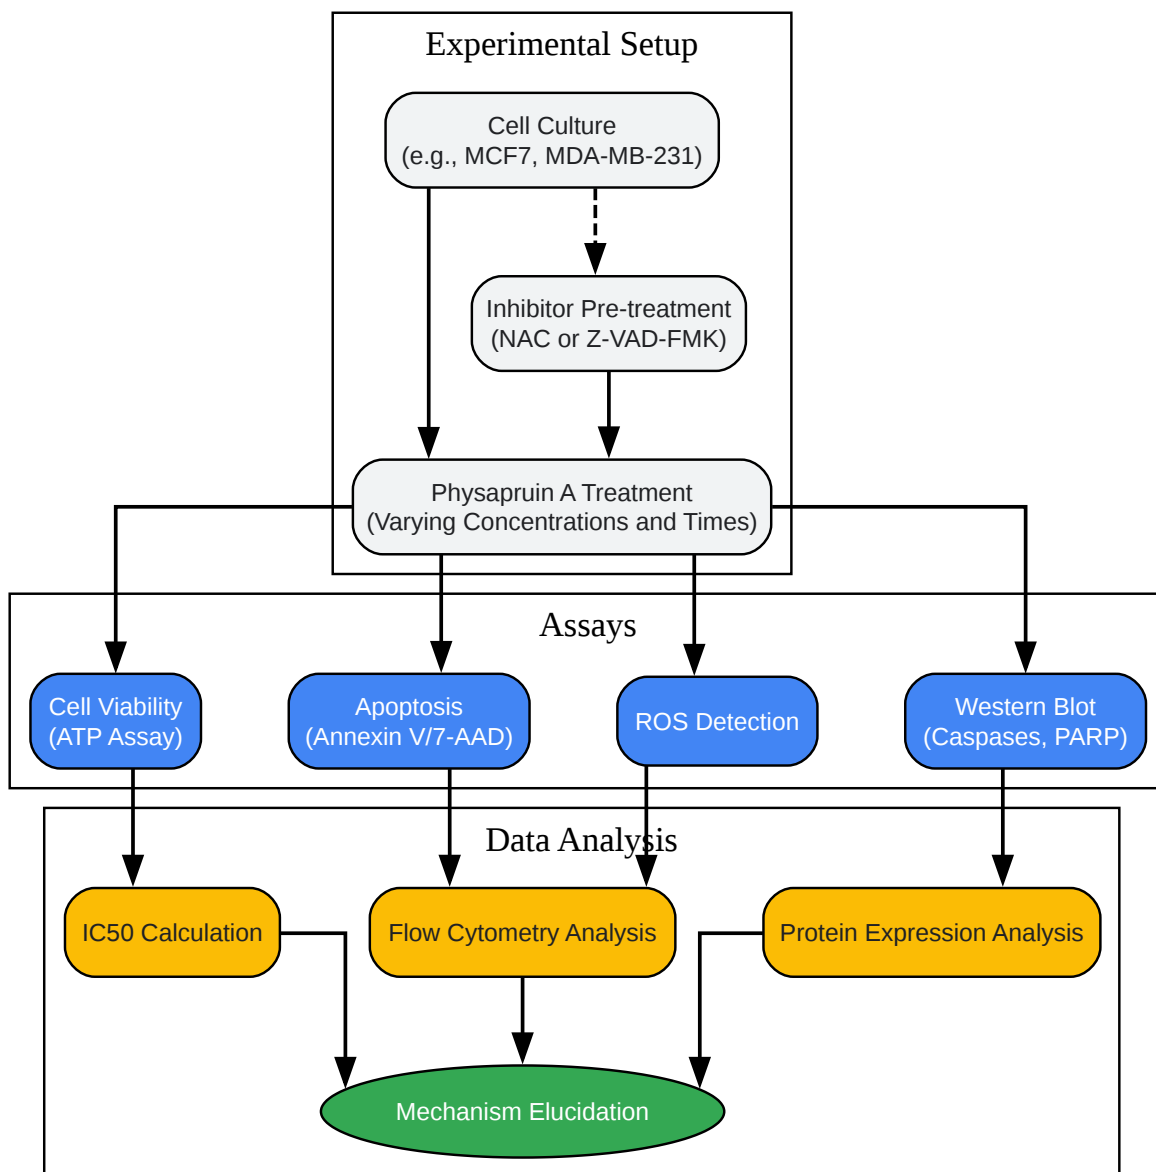 Experimental Setup
Cell Culture
(e.g., MCF7, MDA-MB-231)
Inhibitor Pre-treatment
(NAC or Z-VAD-FMK)
Physapruin A Treatment
(Varying Concentrations and Times)
Assays
Cell Viability
(ATP Assay)
Apoptosis
(Annexin V/7-AAD)
ROS Detection
Western Blot
(Caspases, PARP)
Data Analysis
IC50 Calculation
Flow Cytometry Analysis
Protein Expression Analysis
Mechanism Elucidation